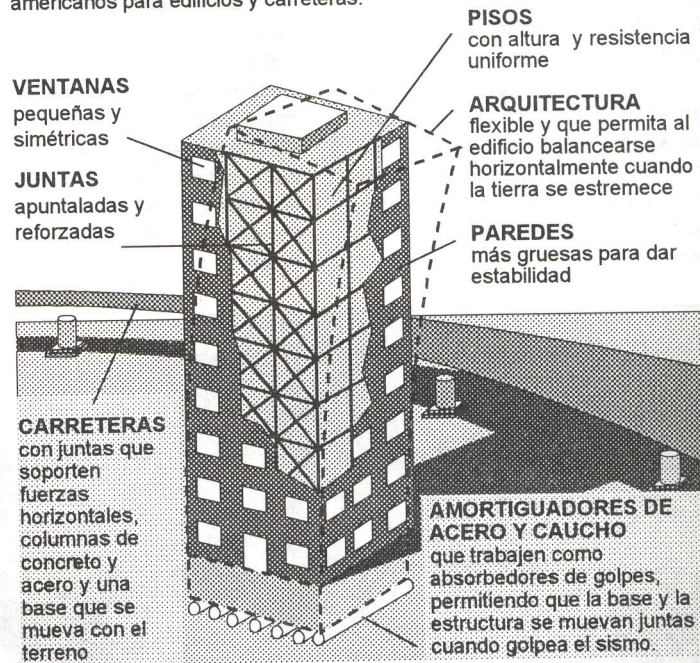 americanos para edificios y carreteras.
PISOS
con altura y resistencia
uniforme
VENTANAS
pequeñas y
simétricas
ARQUITECTURA
flexible y que permita al
edificio balancearse
horizontalmente cuando
la tierra se estremece
JUNTAS
apuntaladas y
reforzadas
PAREDES
más gruesas para dar
estabilidad
CARRETERAS
con juntas que
soporten
fuerzas
horizontales,
columnas de
concreto y
acero y una
base que se
mueva con el
terreno
AMORTIGUADORES DE
ACERO Y CAUCHO
que trabajen como
absorbedores de golpes,
permitiendo que la base y la
estructura se muevan juntas
cuando golpea el sismo.